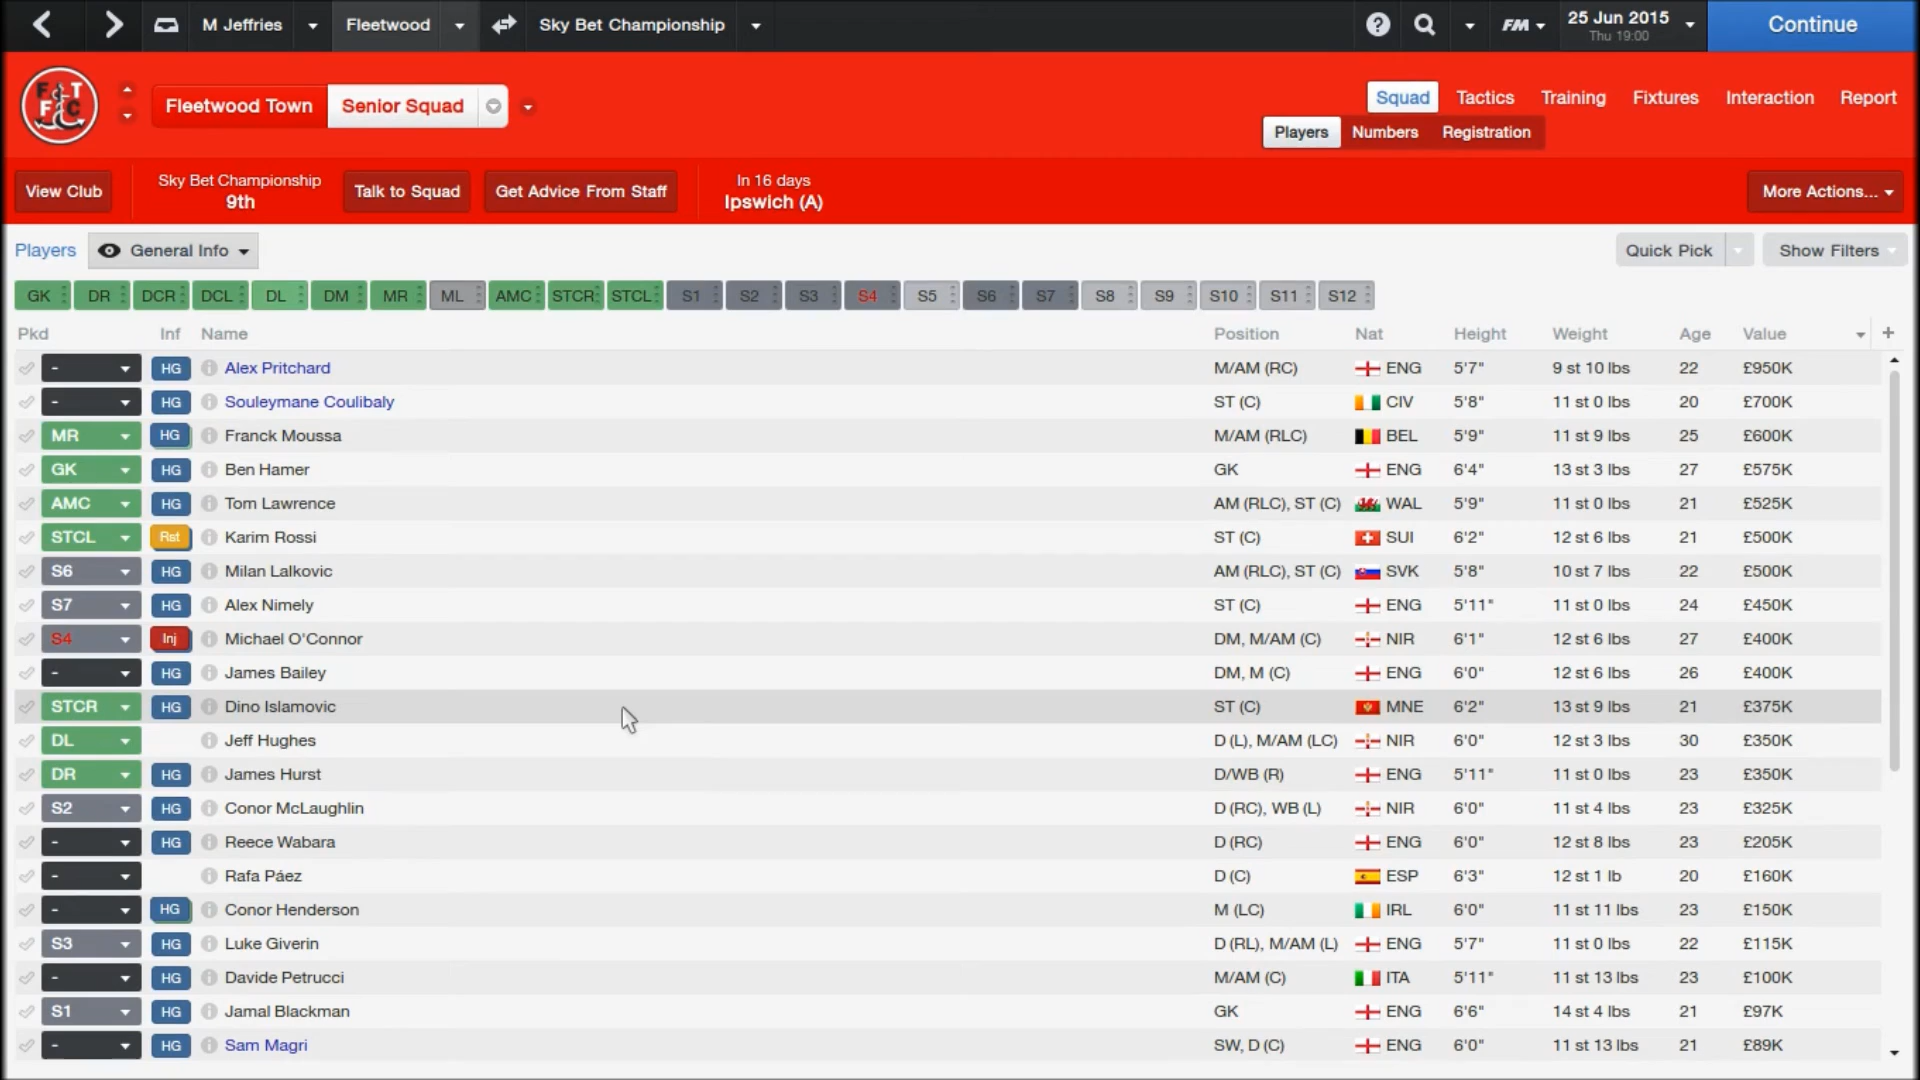 M Jeffries Fleetwood Sky Bet Championship ? FM 25 Jun 2015 Continue
Thu 19:00
F T F C
Fleetwood Town Senior Squad
Squad Tactics Training Fixtures Interaction Report
Players Numbers Registration
View Club Sky Bet Championship 9th Talk to Squad Get Advice From Staff In 16 days Ipswich (A) More Actions...
Players General Info Quick Pick Show Filters
GK DR DCR DCL DL DM MR ML AMC STCR STCL S1 S2 S3 S4 S5 S6 S7 S8 S9 S10 S11 S12
Pkd Inf Name Position Nat Height Weight Age Value +
- HG Alex Pritchard M/AM (RC) ENG 5'7" 9 st 10 lbs 22 £950K
- HG Souleymane Coulibaly ST (C) CIV 5'8" 11 st 0 lbs 20 £700K
MR HG Franck Moussa M/AM (RLC) BEL 5'9" 11 st 9 lbs 25 £600K
GK HG Ben Hamer GK ENG 6'4" 13 st 3 lbs 27 £575K
AMC HG Tom Lawrence AM (RLC), ST (C) WAL 5'9" 11 st 0 lbs 21 £525K
STCL Rst Karim Rossi ST (C) SUI 6'2" 12 st 6 lbs 21 £500K
S6 HG Milan Lalkovic AM (RLC), ST (C) SVK 5'8" 10 st 7 lbs 22 £500K
S7 HG Alex Nimely ST (C) ENG 5'11" 11 st 0 lbs 24 £450K
S4 Inj Michael O'Connor DM, M/AM (C) NIR 6'1" 12 st 6 lbs 27 £400K
- HG James Bailey DM, M (C) ENG 6'0" 12 st 6 lbs 26 £400K
STCR HG Dino Islamovic ST (C) MNE 6'2" 13 st 9 lbs 21 £375K
DL Jeff Hughes D (L), M/AM (LC) NIR 6'0" 12 st 3 lbs 30 £350K
DR HG James Hurst D/WB (R) ENG 5'11" 11 st 0 lbs 23 £350K
S2 HG Conor McLaughlin D (RC), WB (L) NIR 6'0" 11 st 4 lbs 23 £325K
- HG Reece Wabara D (RC) ENG 6'0" 12 st 8 lbs 23 £205K
- Rafa Páez D (C) ESP 6'3" 12 st 1 lb 20 £160K
- HG Conor Henderson M (LC) IRL 6'0" 11 st 11 lbs 23 £150K
S3 HG Luke Giverin D (RL), M/AM (L) ENG 5'7" 11 st 0 lbs 22 £115K
- HG Davide Petrucci M/AM (C) ITA 5'11" 11 st 13 lbs 23 £100K
S1 HG Jamal Blackman GK ENG 6'6" 14 st 4 lbs 21 £97K
- HG Sam Magri SW, D (C) ENG 6'0" 11 st 13 lbs 21 £89K